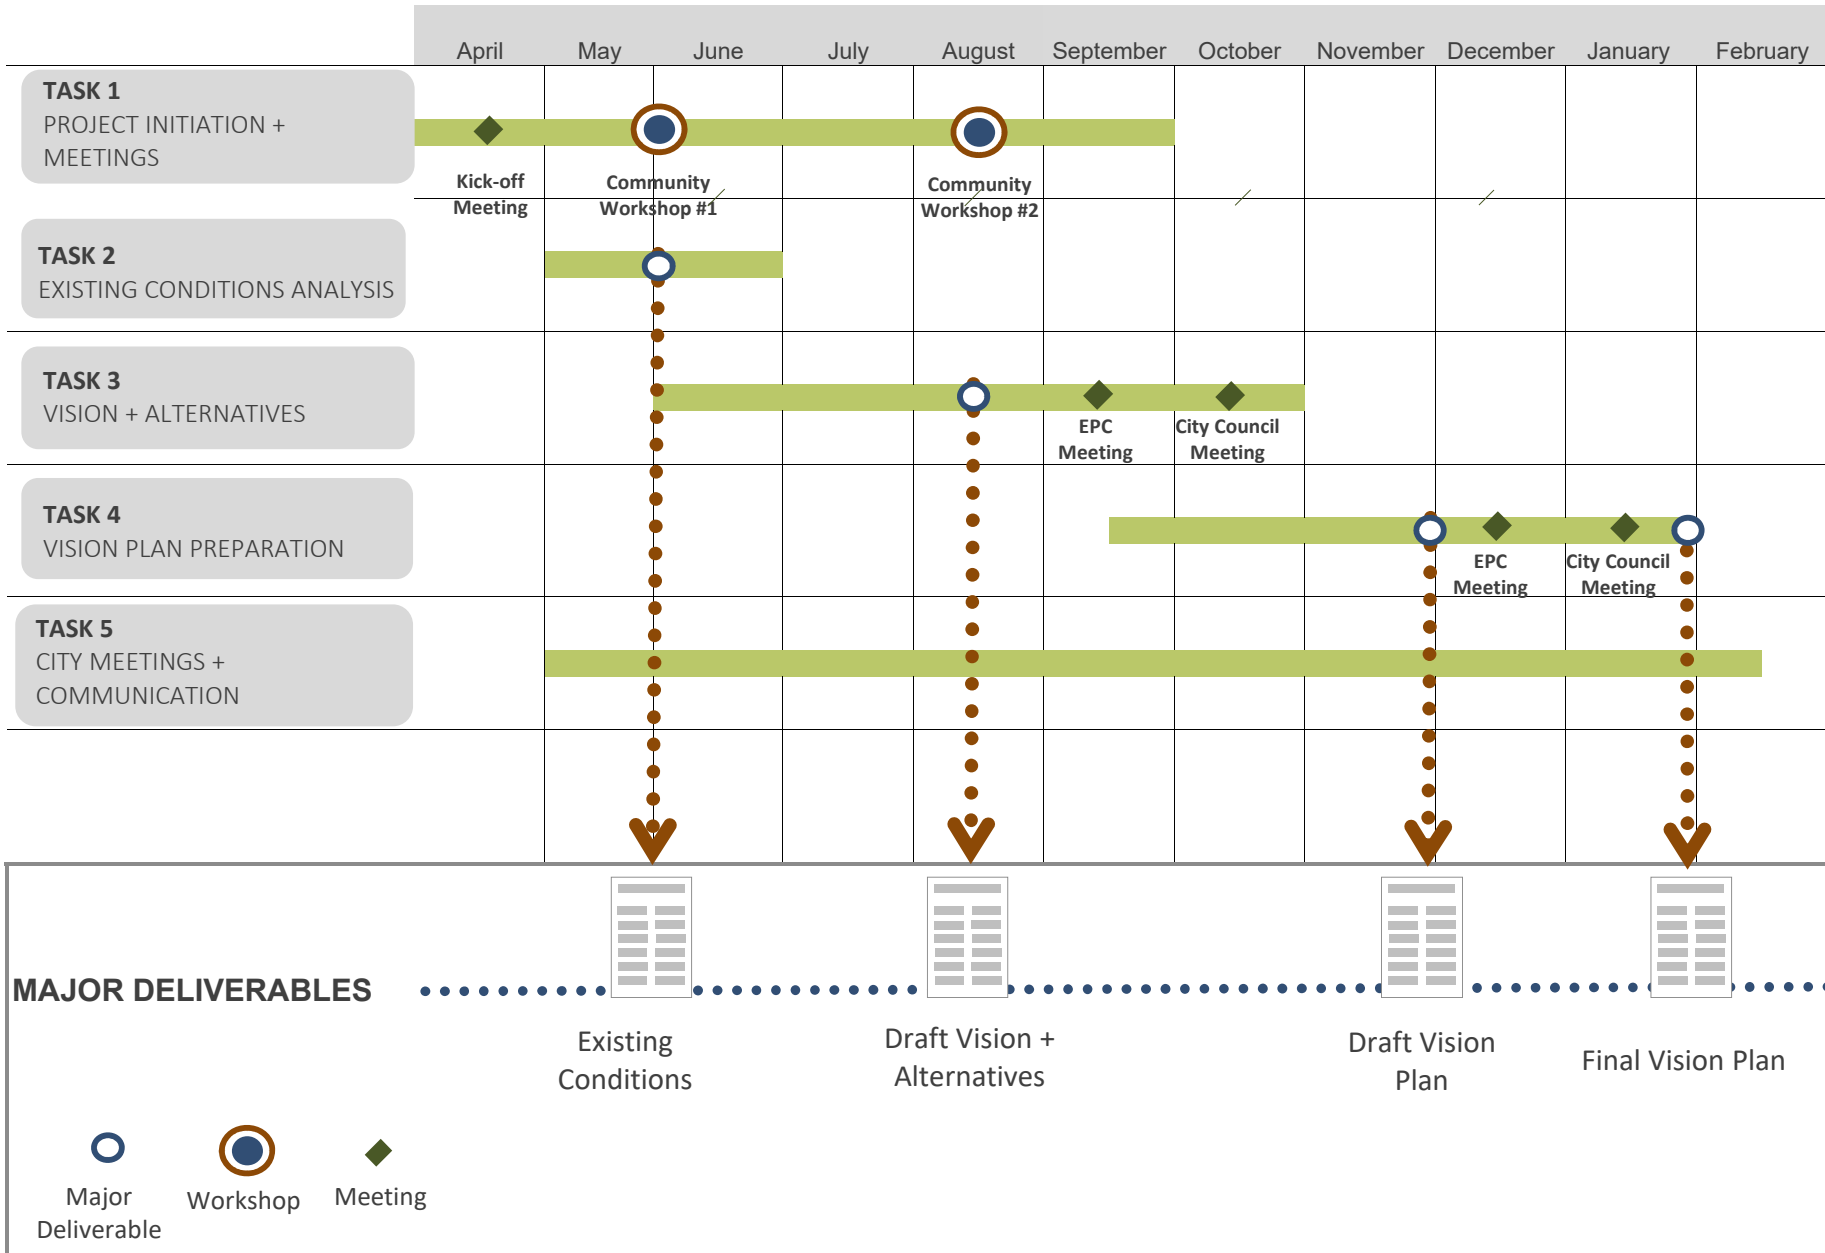 April May June July August September October November December January February
TASK 1
PROJECT INITIATION +
MEETINGS
Kick-off
Meeting
Community
Workshop #1
Community
Workshop #2
TASK 2
EXISTING CONDITIONS ANALYSIS
TASK 3
VISION + ALTERNATIVES
EPC
Meeting
City Council
Meeting
TASK 4
VISION PLAN PREPARATION
EPC
Meeting
City Council
Meeting
TASK 5
CITY MEETINGS +
COMMUNICATION
MAJOR DELIVERABLES
Existing
Conditions
Draft Vision +
Alternatives
Draft Vision
Plan
Final Vision Plan
Major
Deliverable
Workshop
Meeting